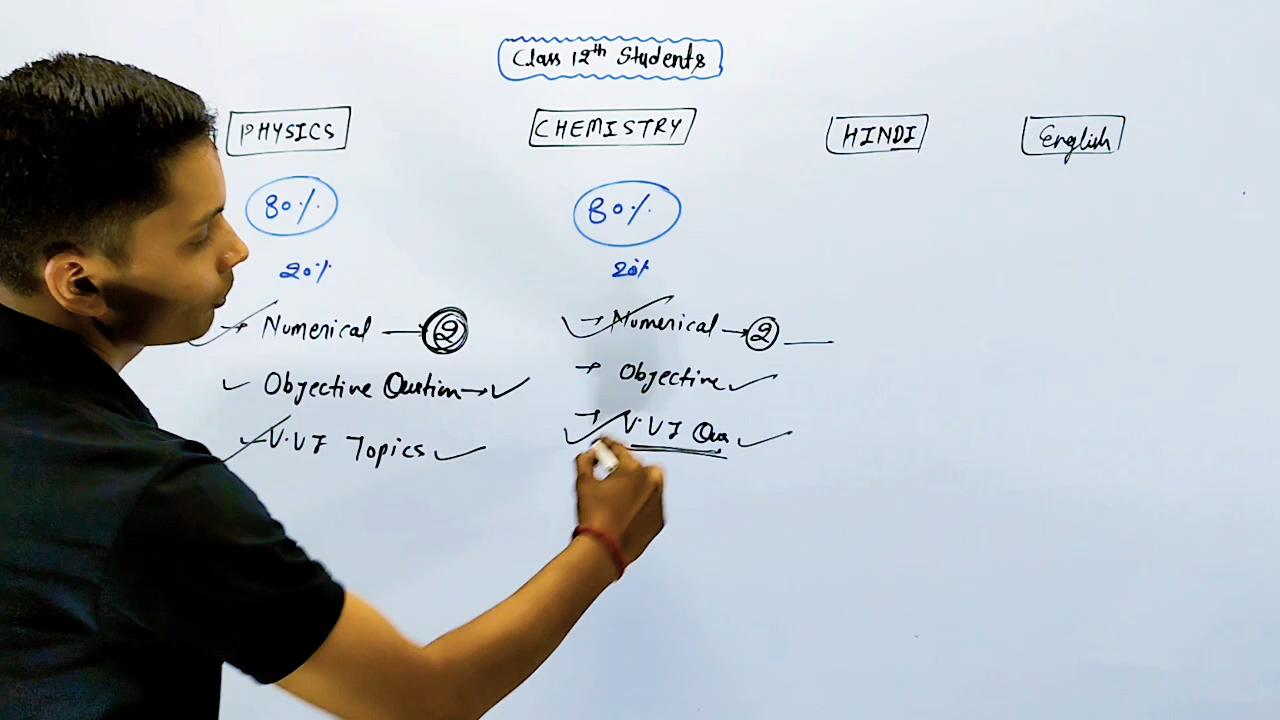 Class 12th Students
PHYSICS
80%
20%
→ Numerical → 2
Objective Qustion →
V.V.I Topics
CHEMISTRY
80%
20%
→ Numerical → 2
→ Objective
→ V.V.I Ques
HINDI
English